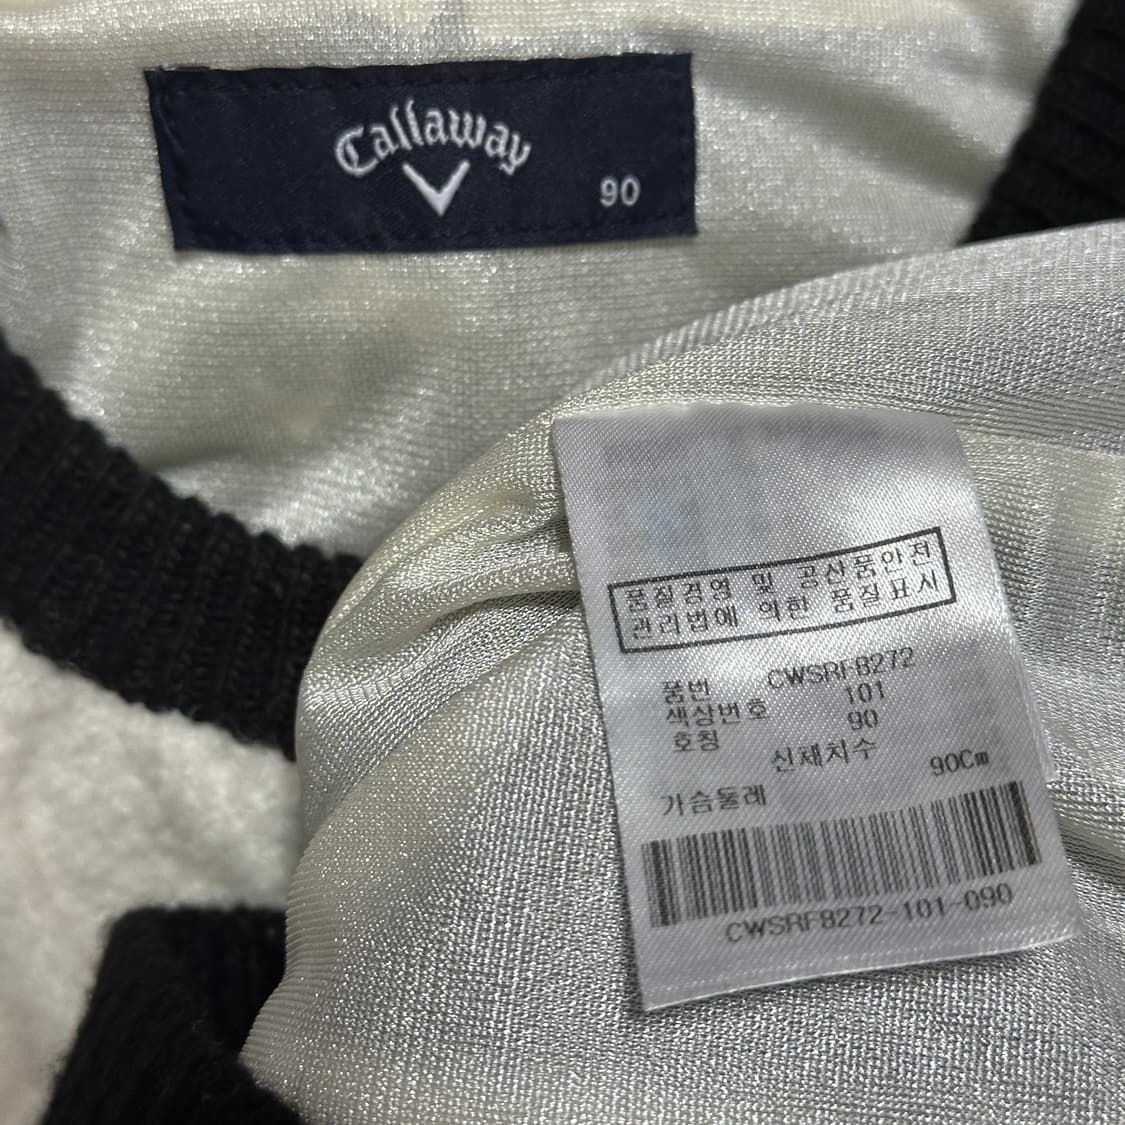 Callaway
90
품질경영 및 공산품안전
관리법에 의한 품질표시
품번 CWSRF8272
색상번호 101
호칭 90
신체치수
가슴둘레 90Cm
CWSRF8272-101-090